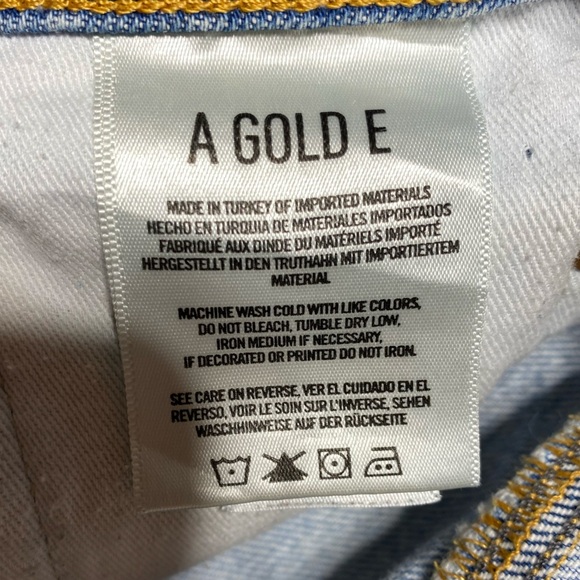 A GOLD E
MADE IN TURKEY OF IMPORTED MATERIALS
HECHO EN TURQUIA DE MATERIALES IMPORTADOS
FABRIQUÉ AUX DINDE DU MATÉRIELS IMPORTÉ
HERGESTELLT IN DEN TRUTHAHN MIT IMPORTIERTEM
MATERIAL
MACHINE WASH COLD WITH LIKE COLORS,
DO NOT BLEACH, TUMBLE DRY LOW,
IRON MEDIUM IF NECESSARY,
IF DECORATED OR PRINTED DO NOT IRON.
SEE CARE ON REVERSE, VER EL CUIDADO EN EL
REVERSO, VOIR LE SOIN SUR L'INVERSE, SEHEN
WASCHHINWEISE AUF DER RÜCKSEITE